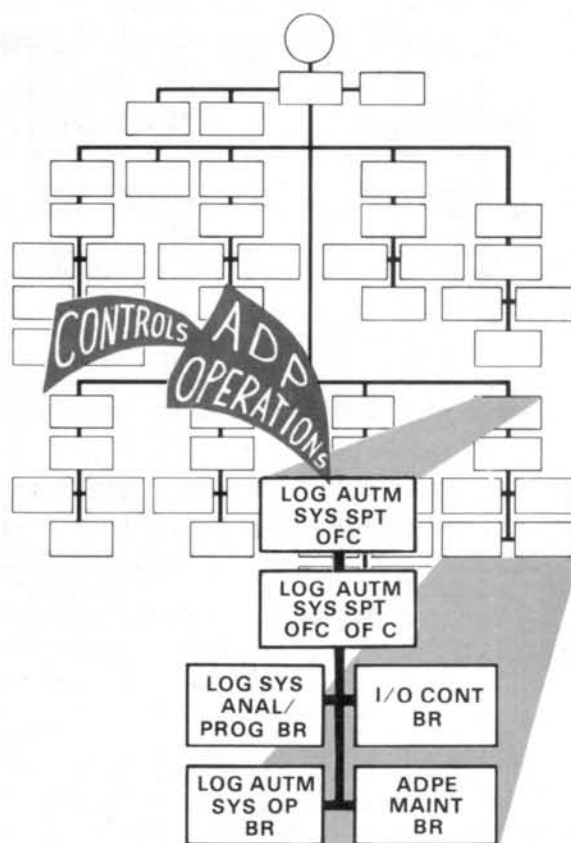 CONTROLS
ADP
OPERATIONS
LOG AUTM
SYS SPT
OFC
LOG AUTM
SYS SPT
OFC OF C
LOG SYS
ANAL/
PROG BR
I/O CONT
BR
LOG AUTM
SYS OP
BR
ADPE
MAINT
BR